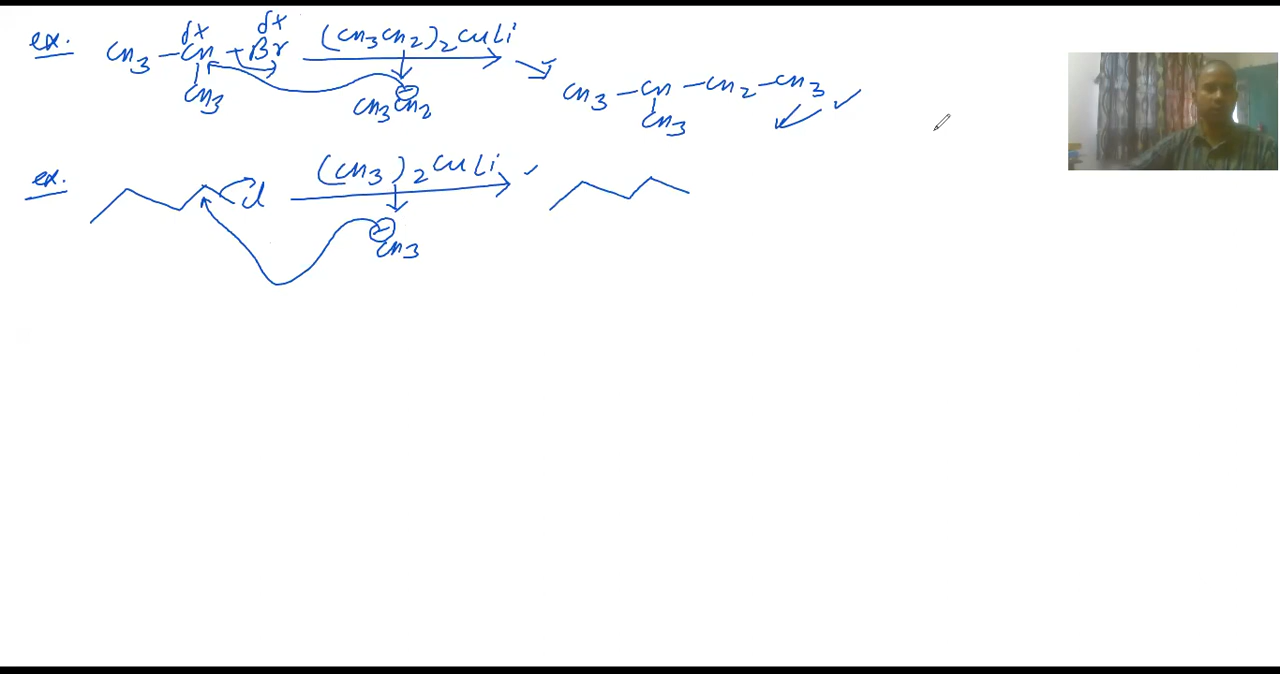 ex. CH3 – CH – Br (CH3CH2)2CuLi
δ+ δ+
CH3 CH3CH2 ⊖
CH3 – CH – CH2 – CH3
CH3
ex. Cl (CH3)2CuLi
⊖
CH3